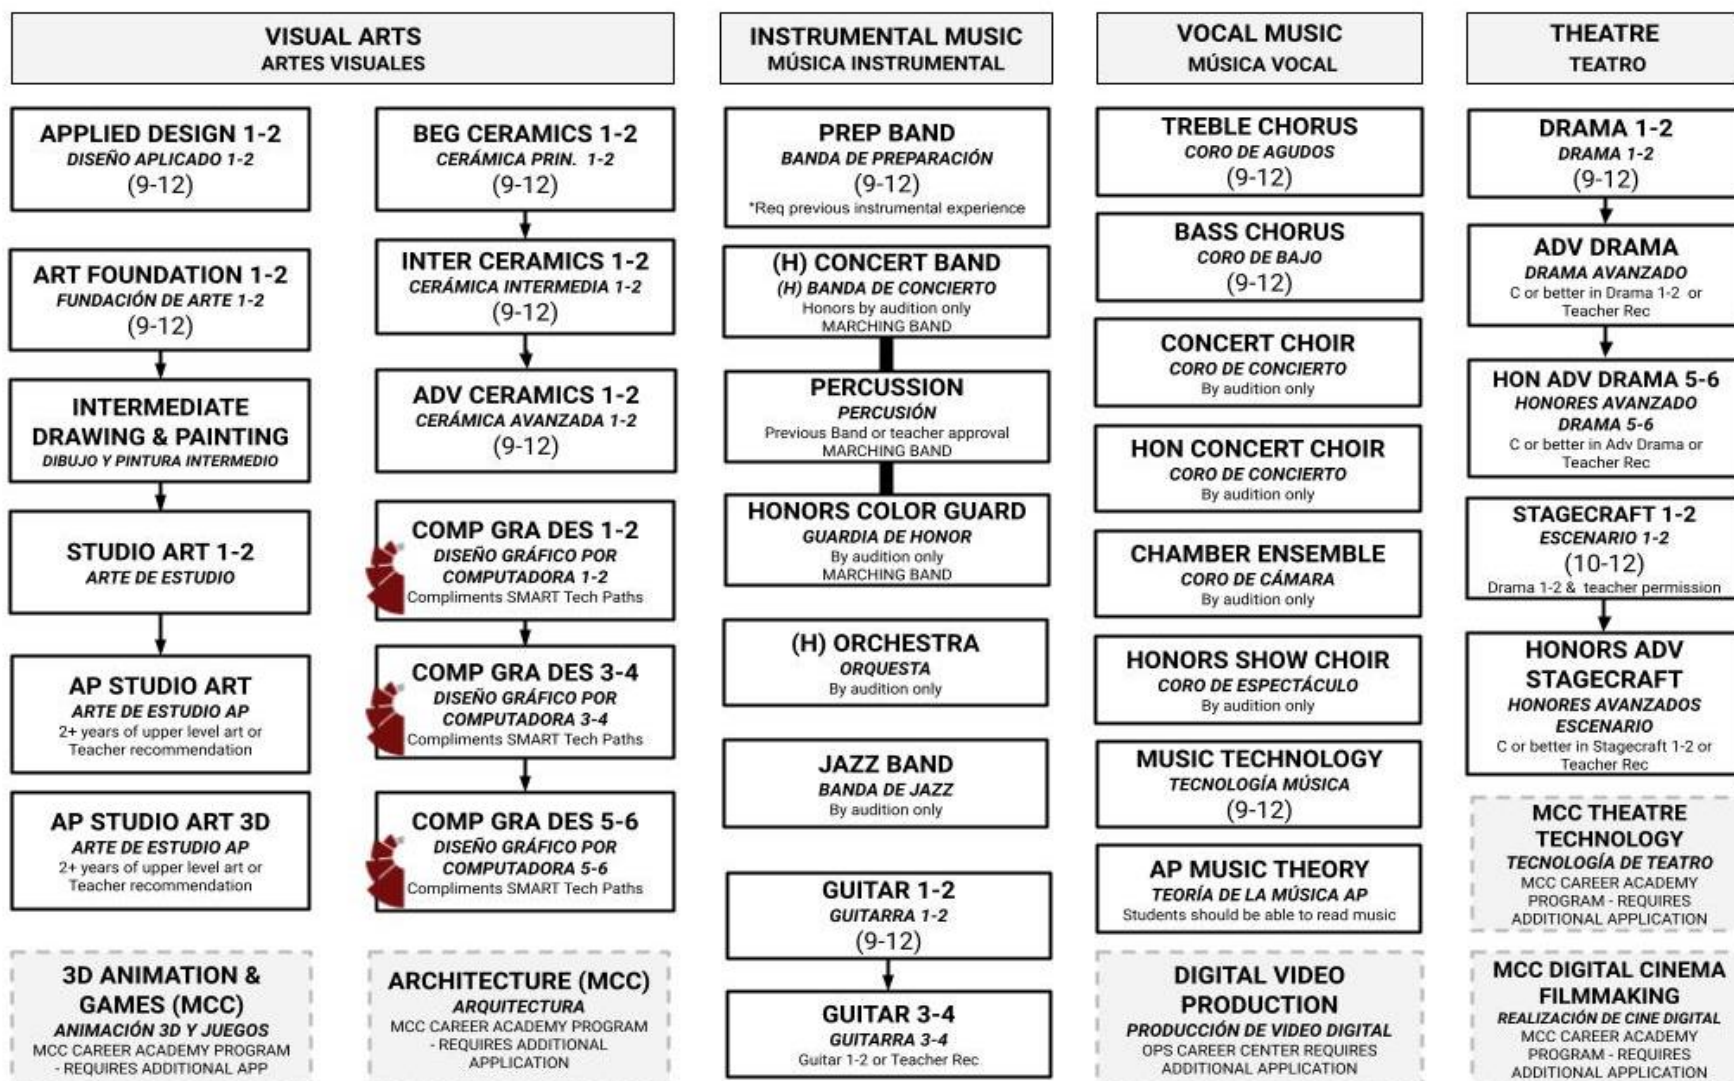 VISUAL ARTS
ARTES VISUALES
APPLIED DESIGN 1-2
DISEÑO APLICADO 1-2
(9-12)
ART FOUNDATION 1-2
FUNDACIÓN DE ARTE 1-2
(9-12)
INTERMEDIATE
DRAWING & PAINTING
DIBUJO Y PINTURA INTERMEDIO
STUDIO ART 1-2
ARTE DE ESTUDIO
AP STUDIO ART
ARTE DE ESTUDIO AP
2+ years of upper level art or
Teacher recommendation
AP STUDIO ART 3D
ARTE DE ESTUDIO AP
2+ years of upper level art or
Teacher recommendation
3D ANIMATION &
GAMES (MCC)
ANIMACIÓN 3D Y JUEGOS
MCC CAREER ACADEMY PROGRAM
- REQUIRES ADDITIONAL APP
BEG CERAMICS 1-2
CERÁMICA PRIN. 1-2
(9-12)
INTER CERAMICS 1-2
CERÁMICA INTERMEDIA 1-2
(9-12)
ADV CERAMICS 1-2
CERÁMICA AVANZADA 1-2
(9-12)
COMP GRA DES 1-2
DISEÑO GRÁFICO POR
COMPUTADORA 1-2
Compliments SMART Tech Paths
COMP GRA DES 3-4
DISEÑO GRÁFICO POR
COMPUTADORA 3-4
Compliments SMART Tech Paths
COMP GRA DES 5-6
DISEÑO GRÁFICO POR
COMPUTADORA 5-6
Compliments SMART Tech Paths
ARCHITECTURE (MCC)
ARQUITECTURA
MCC CAREER ACADEMY PROGRAM
- REQUIRES ADDITIONAL
APPLICATION
INSTRUMENTAL MUSIC
MÚSICA INSTRUMENTAL
PREP BAND
BANDA DE PREPARACIÓN
(9-12)
*Req previous instrumental experience
(H) CONCERT BAND
(H) BANDA DE CONCIERTO
Honors by audition only
MARCHING BAND
PERCUSSION
PERCUSIÓN
Previous Band or teacher approval
MARCHING BAND
HONORS COLOR GUARD
GUARDIA DE HONOR
By audition only
MARCHING BAND
(H) ORCHESTRA
ORQUESTA
By audition only
JAZZ BAND
BANDA DE JAZZ
By audition only
GUITAR 1-2
GUITARRA 1-2
(9-12)
GUITAR 3-4
GUITARRA 3-4
Guitar 1-2 or Teacher Rec
VOCAL MUSIC
MÚSICA VOCAL
TREBLE CHORUS
CORO DE AGUDOS
(9-12)
BASS CHORUS
CORO DE BAJO
(9-12)
CONCERT CHOIR
CORO DE CONCIERTO
By audition only
HON CONCERT CHOIR
CORO DE CONCIERTO
By audition only
CHAMBER ENSEMBLE
CORO DE CÁMARA
By audition only
HONORS SHOW CHOIR
CORO DE ESPECTÁCULO
By audition only
MUSIC TECHNOLOGY
TECNOLOGÍA MÚSICA
(9-12)
AP MUSIC THEORY
TEORÍA DE LA MÚSICA AP
Students should be able to read music
DIGITAL VIDEO
PRODUCTION
PRODUCCIÓN DE VIDEO DIGITAL
OPS CAREER CENTER REQUIRES
ADDITIONAL APPLICATION
THEATRE
TEATRO
DRAMA 1-2
DRAMA 1-2
(9-12)
ADV DRAMA
DRAMA AVANZADO
C or better in Drama 1-2 or
Teacher Rec
HON ADV DRAMA 5-6
HONORES AVANZADO
DRAMA 5-6
C or better in Adv Drama or
Teacher Rec
STAGECRAFT 1-2
ESCENARIO 1-2
(10-12)
Drama 1-2 & teacher permission
HONORS ADV
STAGECRAFT
HONORES AVANZADOS
ESCENARIO
C or better in Stagecraft 1-2 or
Teacher Rec
MCC THEATRE
TECHNOLOGY
TECNOLOGÍA DE TEATRO
MCC CAREER ACADEMY
PROGRAM - REQUIRES
ADDITIONAL APPLICATION
MCC DIGITAL CINEMA
FILMMAKING
REALIZACIÓN DE CINE DIGITAL
MCC CAREER ACADEMY
PROGRAM - REQUIRES
ADDITIONAL APPLICATION